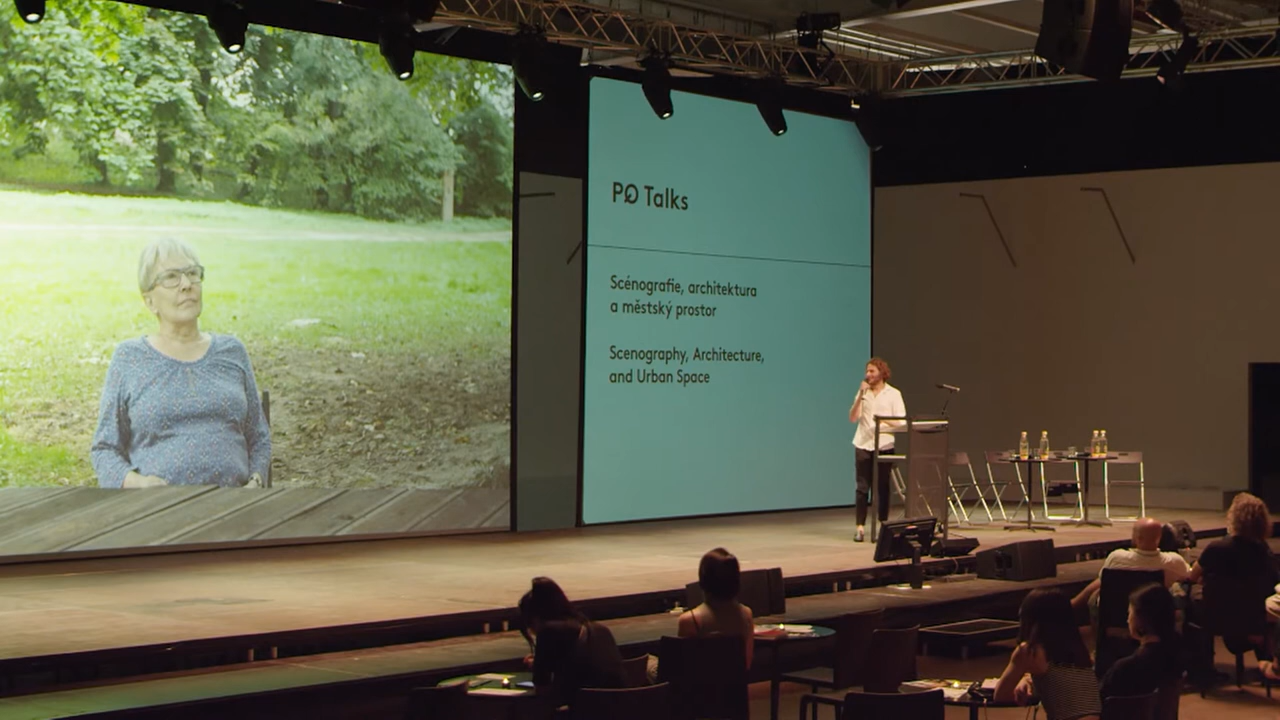 PQ Talks
Scénografie, architektura
a městský prostor
Scenography, Architecture,
and Urban Space